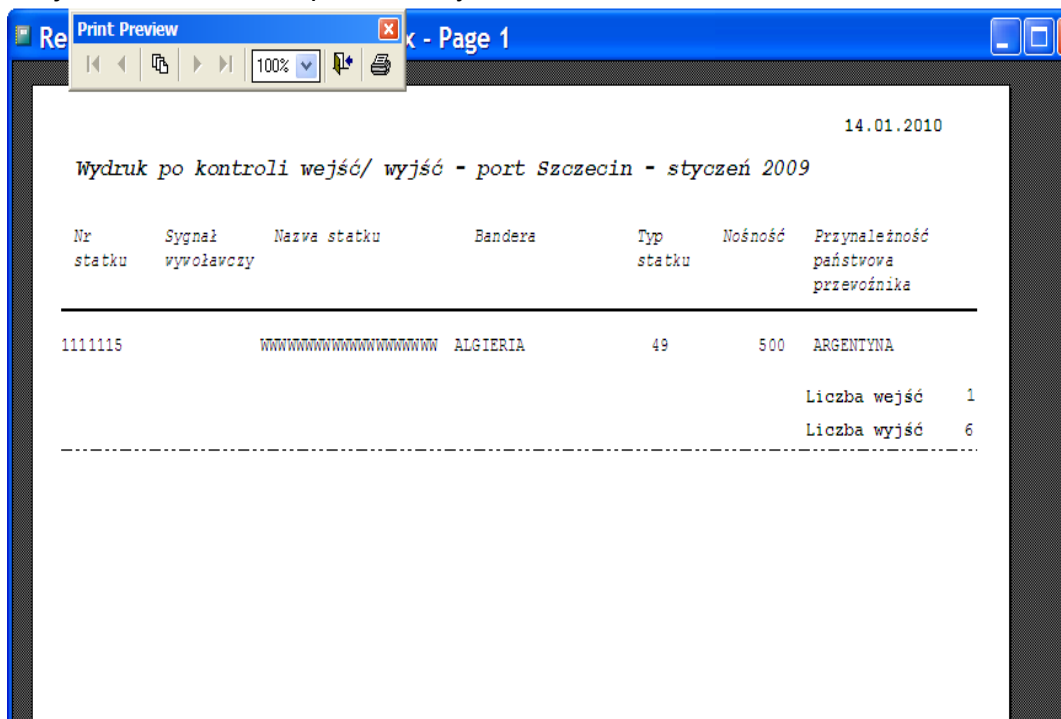 Re
x - Page 1
Print Preview
100%
14.01.2010
Wydruk po kontroli wejść/ wyjść - port Szczecin - styczeń 2009
Nr statku
Sygnał wywoławczy
Nazwa statku
Bandera
Typ statku
Nośność
Przynależność państwowa przewoźnika
1111115 WWWWWWWWWWWWWWWWWWWW ALGIERIA 49 500 ARGENTYNA
Liczba wejść 1
Liczba wyjść 6